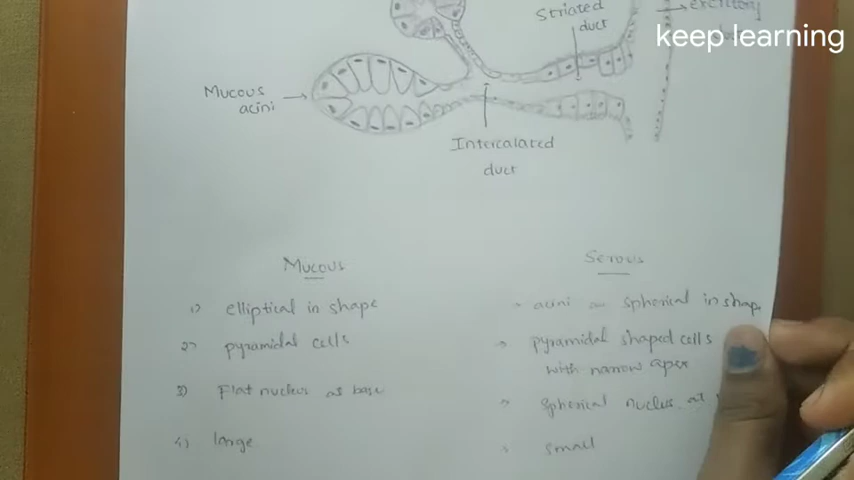 Striated
duct
excretory
keep learning
Mucous
acini
Intercalated
duct
Mucous
Serous
1) elliptical in shape
acini - spherical in shape
2) pyramidal cells
pyramidal shaped cells
with narrow apex
3) Flat nucleus at base
spherical nucleus at
4) large
small